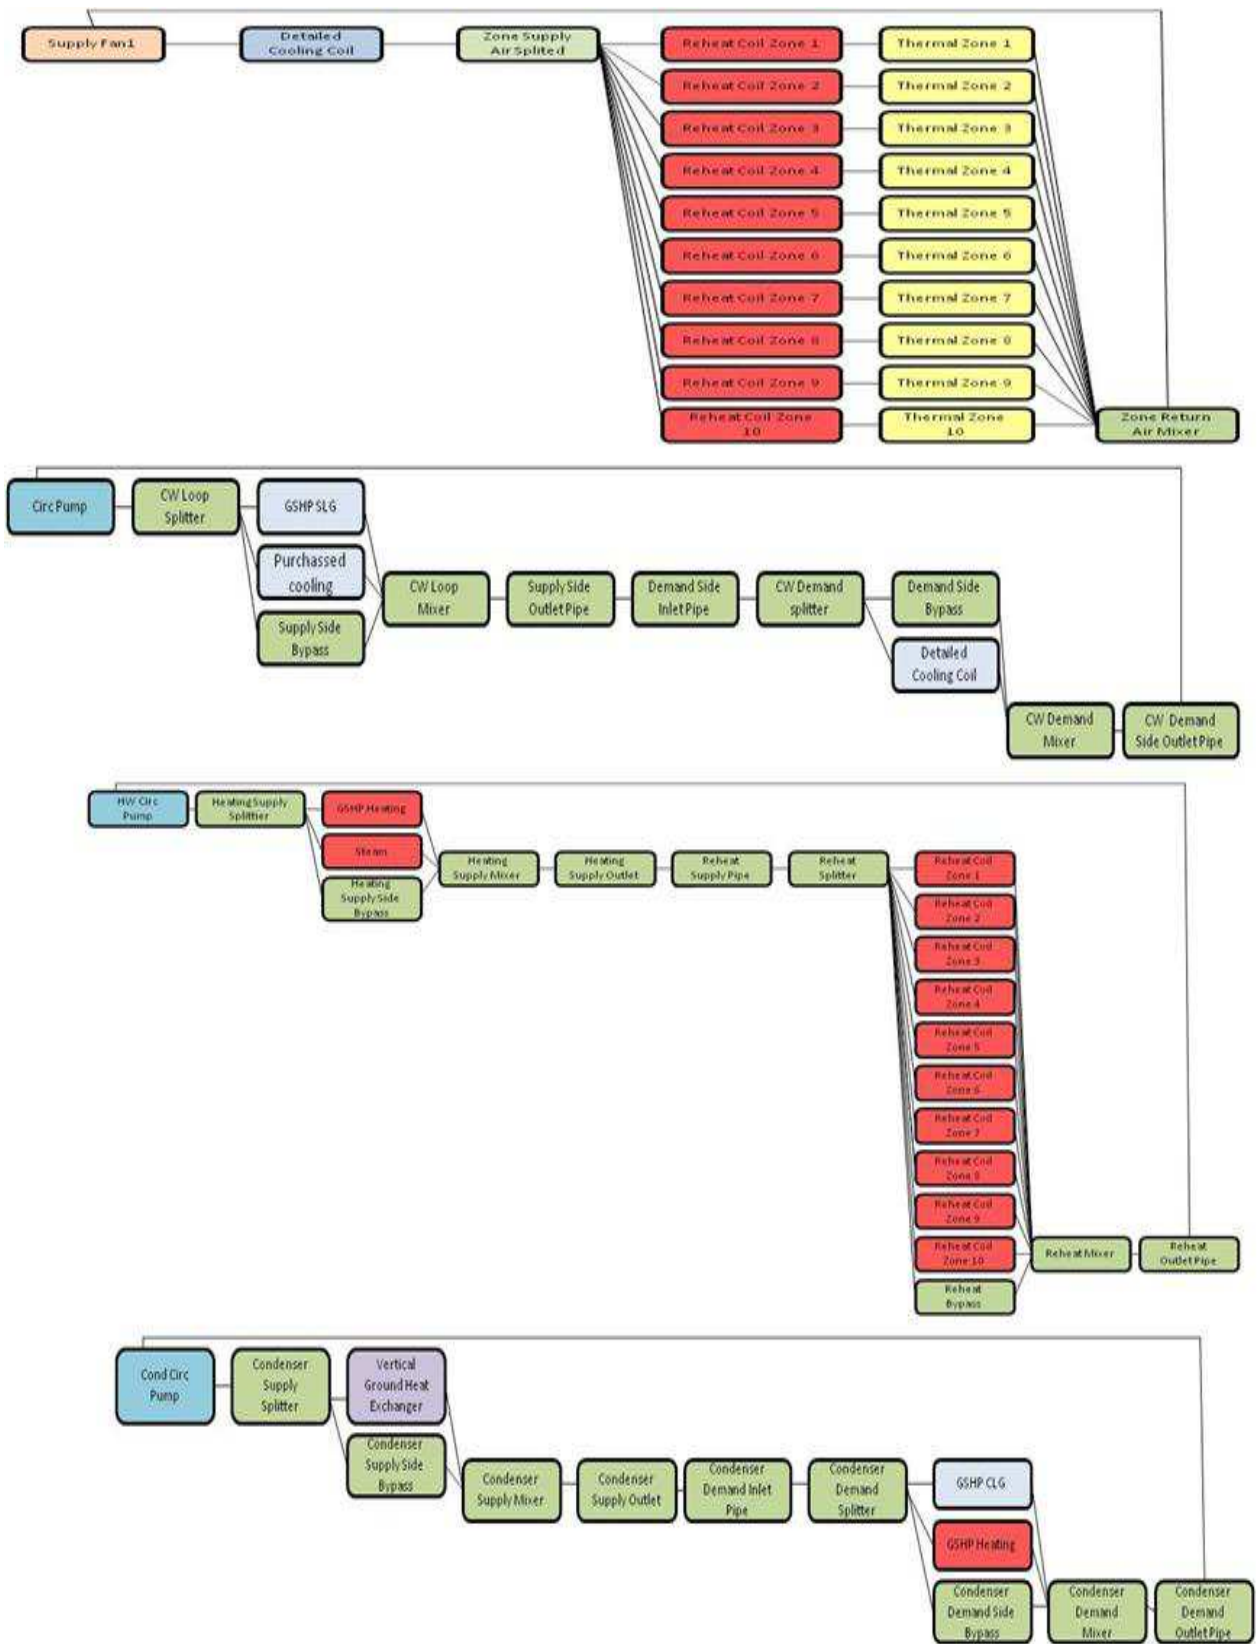 Supply Fan1
Detailed
Cooling Coil
Zone Supply
Air Splited
Reheat Coil Zone 1
Thermal Zone 1
Reheat Coil Zone 2
Thermal Zone 2
Reheat Coil Zone 3
Thermal Zone 3
Reheat Coil Zone 4
Thermal Zone 4
Reheat Coil Zone 5
Thermal Zone 5
Reheat Coil Zone 6
Thermal Zone 6
Reheat Coil Zone 7
Thermal Zone 7
Reheat Coil Zone 8
Thermal Zone 8
Reheat Coil Zone 9
Thermal Zone 9
Reheat Coil Zone
10
Thermal Zone
10
Zone Return
Air Mixer
Circ Pump
CW Loop
Splitter
GSHP SLG
Purchassed
cooling
Supply Side
Bypass
CW Loop
Mixer
Supply Side
Outlet Pipe
Demand Side
Inlet Pipe
CW Demand
splitter
Demand Side
Bypass
Detailed
Cooling Coil
CW Demand
Mixer
CW Demand
Side Outlet Pipe
HW Circ
Pump
Heating Supply
Splittier
GSHP Heating
Steam
Heating
Supply Side
Bypass
Heating
Supply Mixer
Heating
Supply Outlet
Reheat
Supply Pipe
Reheat
Splitter
Reheat Coil
Zone 1
Reheat Coil
Zone 2
Reheat Coil
Zone 3
Reheat Coil
Zone 4
Reheat Coil
Zone 5
Reheat Coil
Zone 6
Reheat Coil
Zone 7
Reheat Coil
Zone 8
Reheat Coil
Zone 9
Reheat Coil
Zone 10
Reheat
Bypass
Reheat Mixer
Reheat
Outlet Pipe
Cond Circ
Pump
Condenser
Supply
Splitter
Vertical
Ground Heat
Exchanger
Condenser
Supply Side
Bypass
Condenser
Supply Mixer
Condenser
Supply Outlet
Condenser
Demand Inlet
Pipe
Condenser
Demand
Splitter
GSHP CLG
GSHP Heating
Condenser
Demand Side
Bypass
Condenser
Demand
Mixer
Condenser
Demand
Outlet Pipe